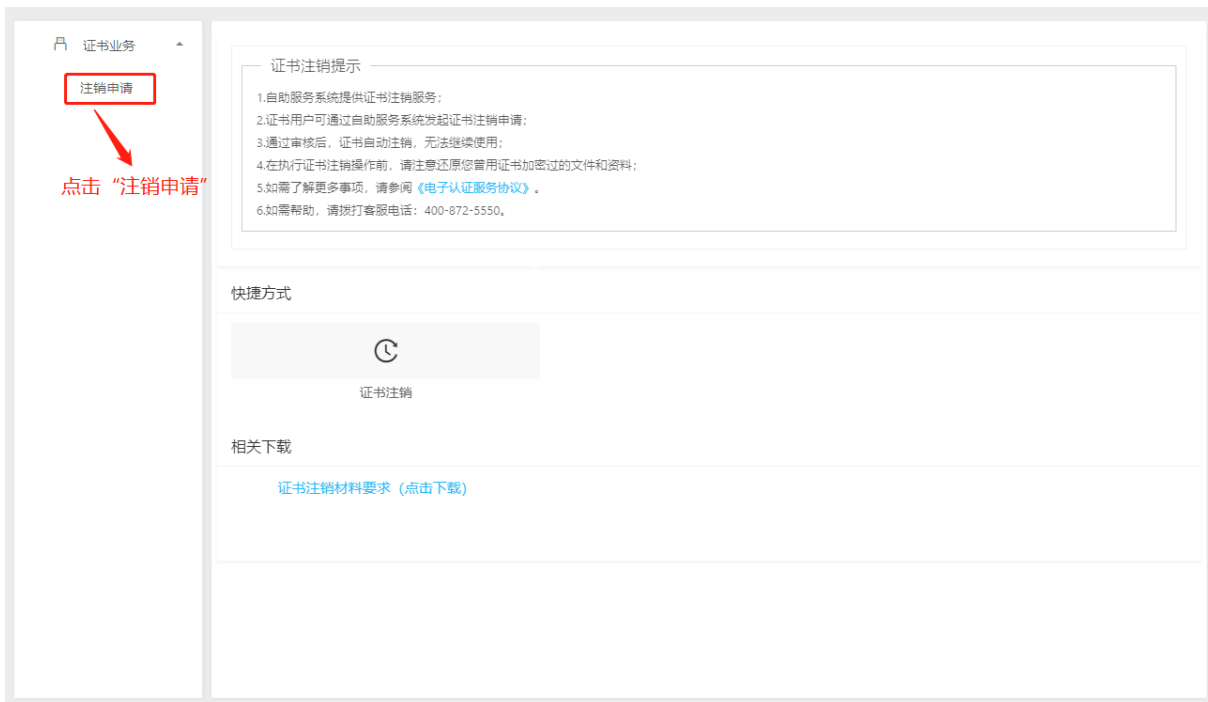 证书业务
注销申请
点击“注销申请”
证书注销提示
1.自助服务系统提供证书注销服务；
2.证书用户可通过自助服务系统发起证书注销申请；
3.通过审核后，证书自动注销，无法继续使用；
4.在执行证书注销操作前，请注意还原您曾用证书加密过的文件和资料；
5.如需了解更多事项，请参阅《电子认证服务协议》。
6.如需帮助，请拨打客服电话：400-872-5550。
快捷方式
证书注销
相关下载
证书注销材料要求（点击下载）